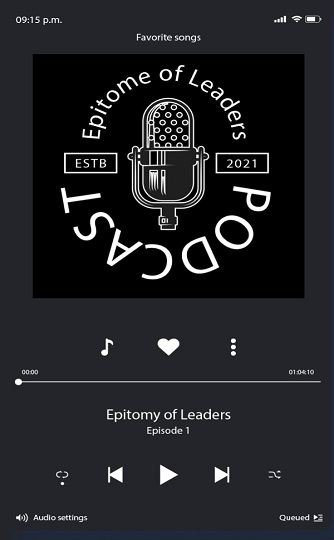 09:15 p.m.
Favorite songs
Epitome of Leaders
ESTB
2021
PODCAST
00:00
01:04:10
Epitomy of Leaders
Episode 1
Audio settings
Queued